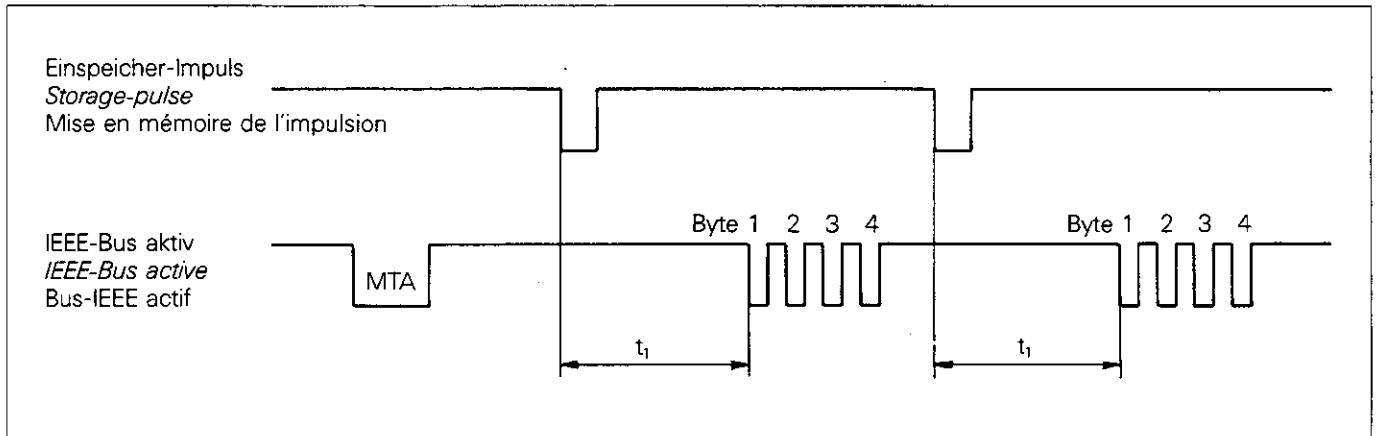 Einspeicher-Impuls
Storage-pulse
Mise en mémoire de l'impulsion
Byte 1 2 3 4
Byte 1 2 3 4
IEEE-Bus aktiv
IEEE-Bus active
Bus-IEEE actif
MTA
t₁
t₁